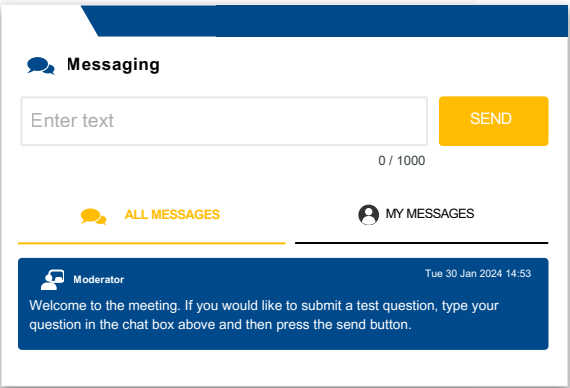 Messaging
Enter text
SEND
0 / 1000
ALL MESSAGES
MY MESSAGES
Moderator
Tue 30 Jan 2024 14:53
Welcome to the meeting. If you would like to submit a test question, type your
question in the chat box above and then press the send button.